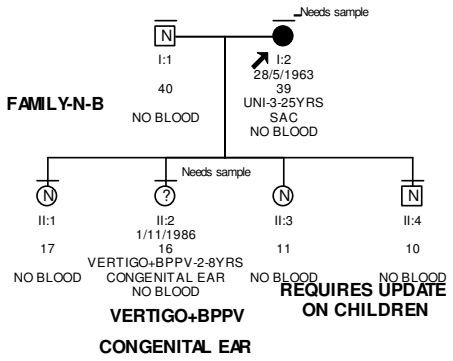 Needs sample
N
I:1
I:2
28/5/1963
40
39
FAMILY-N-B
UNI-3-25YRS
NO BLOOD
SAC
NO BLOOD
Needs sample
N
?
N
N
II:1
II:2
II:3
II:4
1/11/1986
17
16
11
10
VERTIGO+BPPV-2-8YRS
NO BLOOD
CONGENITAL EAR
NO BLOOD
NO BLOOD
NO BLOOD
REQUIRES UPDATE
ON CHILDREN
VERTIGO+BPPV
CONGENITAL EAR